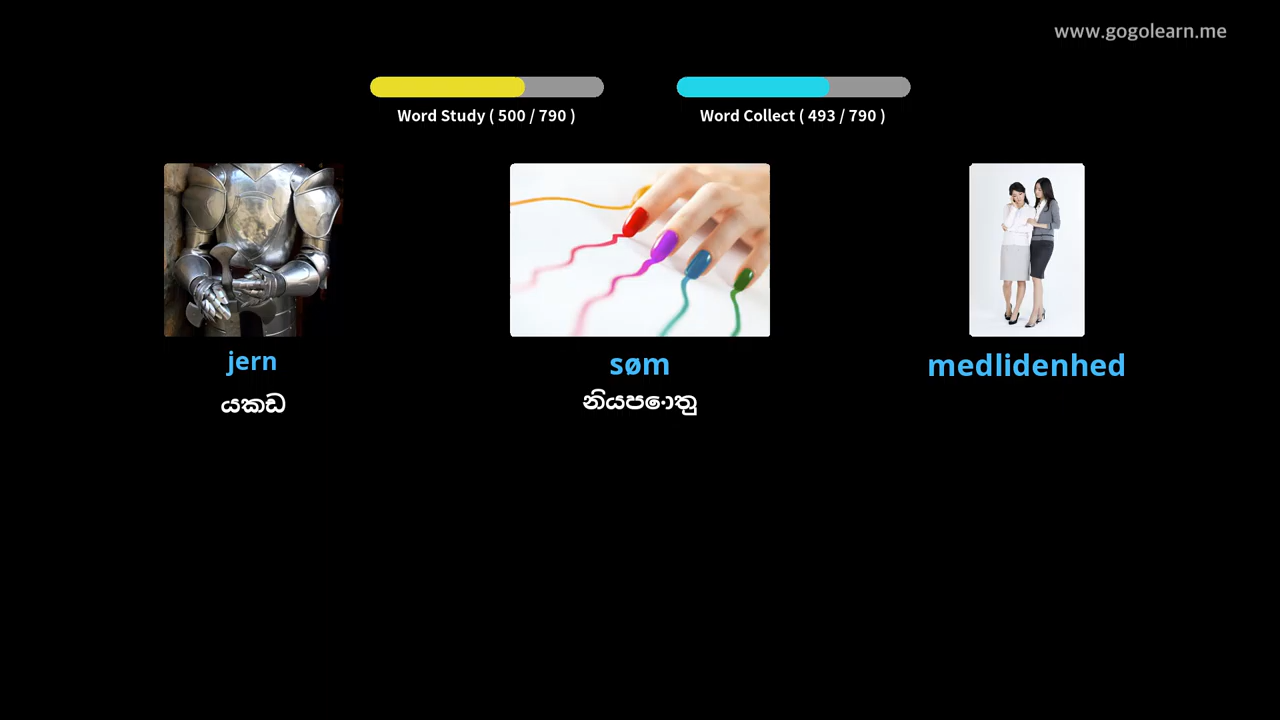 www.gogolearn.me
Word Study ( 500 / 790 )
Word Collect ( 493 / 790 )
jern
søm
medlidenhed
යකඩ
නියපොතු